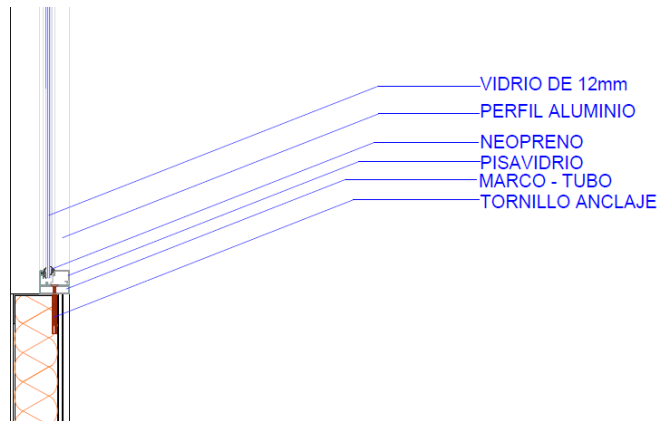 VIDRIO DE 12mm
PERFIL ALUMINIO
NEOPRENO
PISAVIDRIO
MARCO - TUBO
TORNILLO ANCLAJE